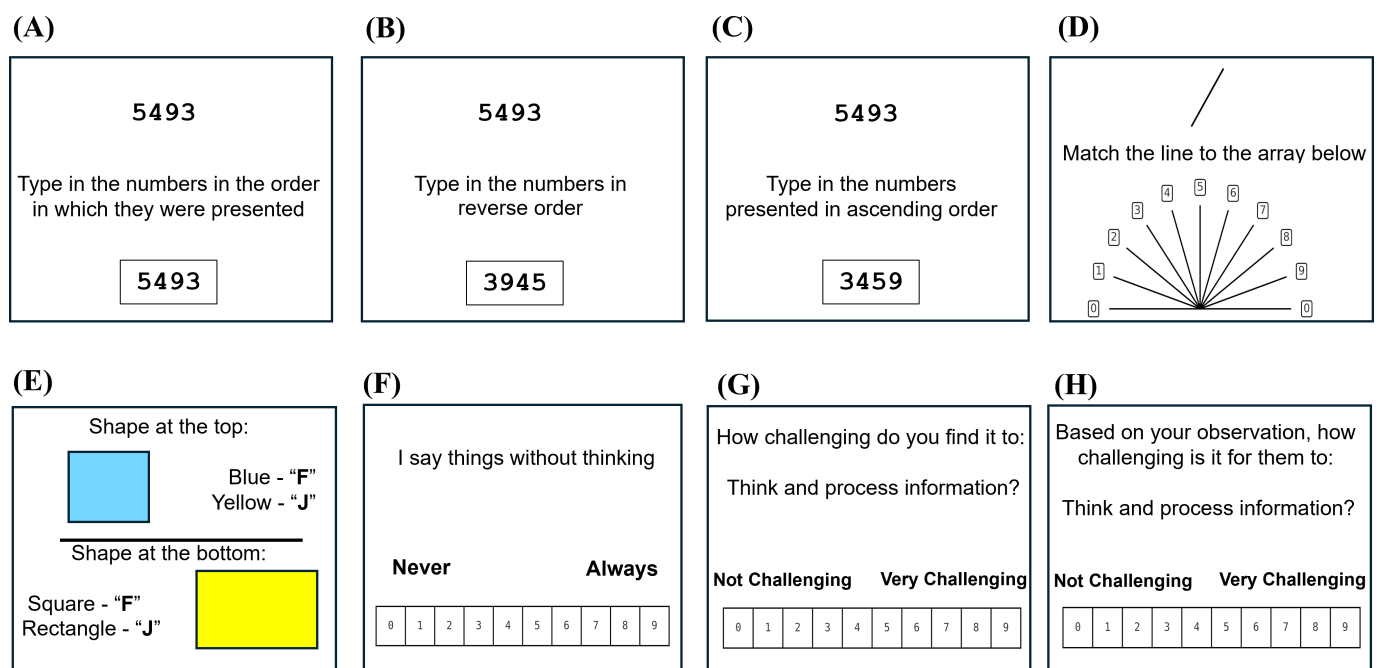 (A)
5493
Type in the numbers in the order
in which they were presented
5493
(B)
5493
Type in the numbers in
reverse order
3945
(C)
5493
Type in the numbers
presented in ascending order
3459
(D)
Match the line to the array below
0
1
2
3
4
5
6
7
8
9
0
(E)
Shape at the top:
Blue - “F”
Yellow - “J”
Shape at the bottom:
Square - “F”
Rectangle - “J”
(F)
I say things without thinking
Never Always
0 1 2 3 4 5 6 7 8 9
(G)
How challenging do you find it to:
Think and process information?
Not Challenging Very Challenging
0 1 2 3 4 5 6 7 8 9
(H)
Based on your observation, how
challenging is it for them to:
Think and process information?
Not Challenging Very Challenging
0 1 2 3 4 5 6 7 8 9